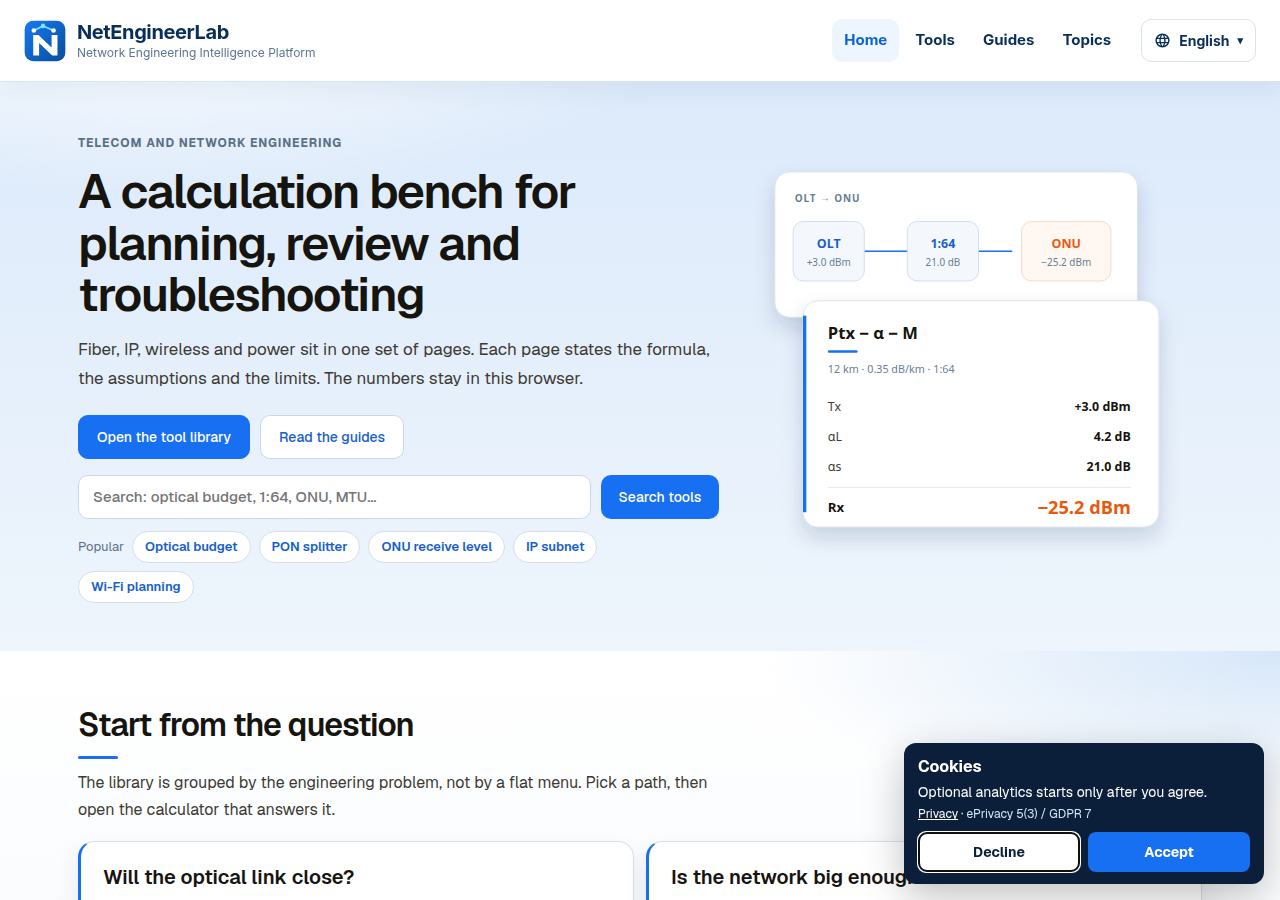 NetEngineerLab
Network Engineering Intelligence Platform
Home
Tools
Guides
Topics
English ▾
TELECOM AND NETWORK ENGINEERING
A calculation bench for
planning, review and
troubleshooting
Fiber, IP, wireless and power sit in one set of pages. Each page states the formula,
the assumptions and the limits. The numbers stay in this browser.
Open the tool library
Read the guides
Search: optical budget, 1:64, ONU, MTU…
Search tools
Popular
Optical budget
PON splitter
ONU receive level
IP subnet
Wi-Fi planning
OLT → ONU
OLT
+3.0 dBm
1:64
21.0 dB
ONU
−25.2 dBm
Ptx − α − M
12 km · 0.35 dB/km · 1:64
Tx +3.0 dBm
αL 4.2 dB
αs 21.0 dB
Rx −25.2 dBm
Start from the question
The library is grouped by the engineering problem, not by a flat menu. Pick a path, then
open the calculator that answers it.
Will the optical link close?
Is the network big enoug
Cookies
Optional analytics starts only after you agree.
Privacy · ePrivacy 5(3) / GDPR 7
Decline
Accept